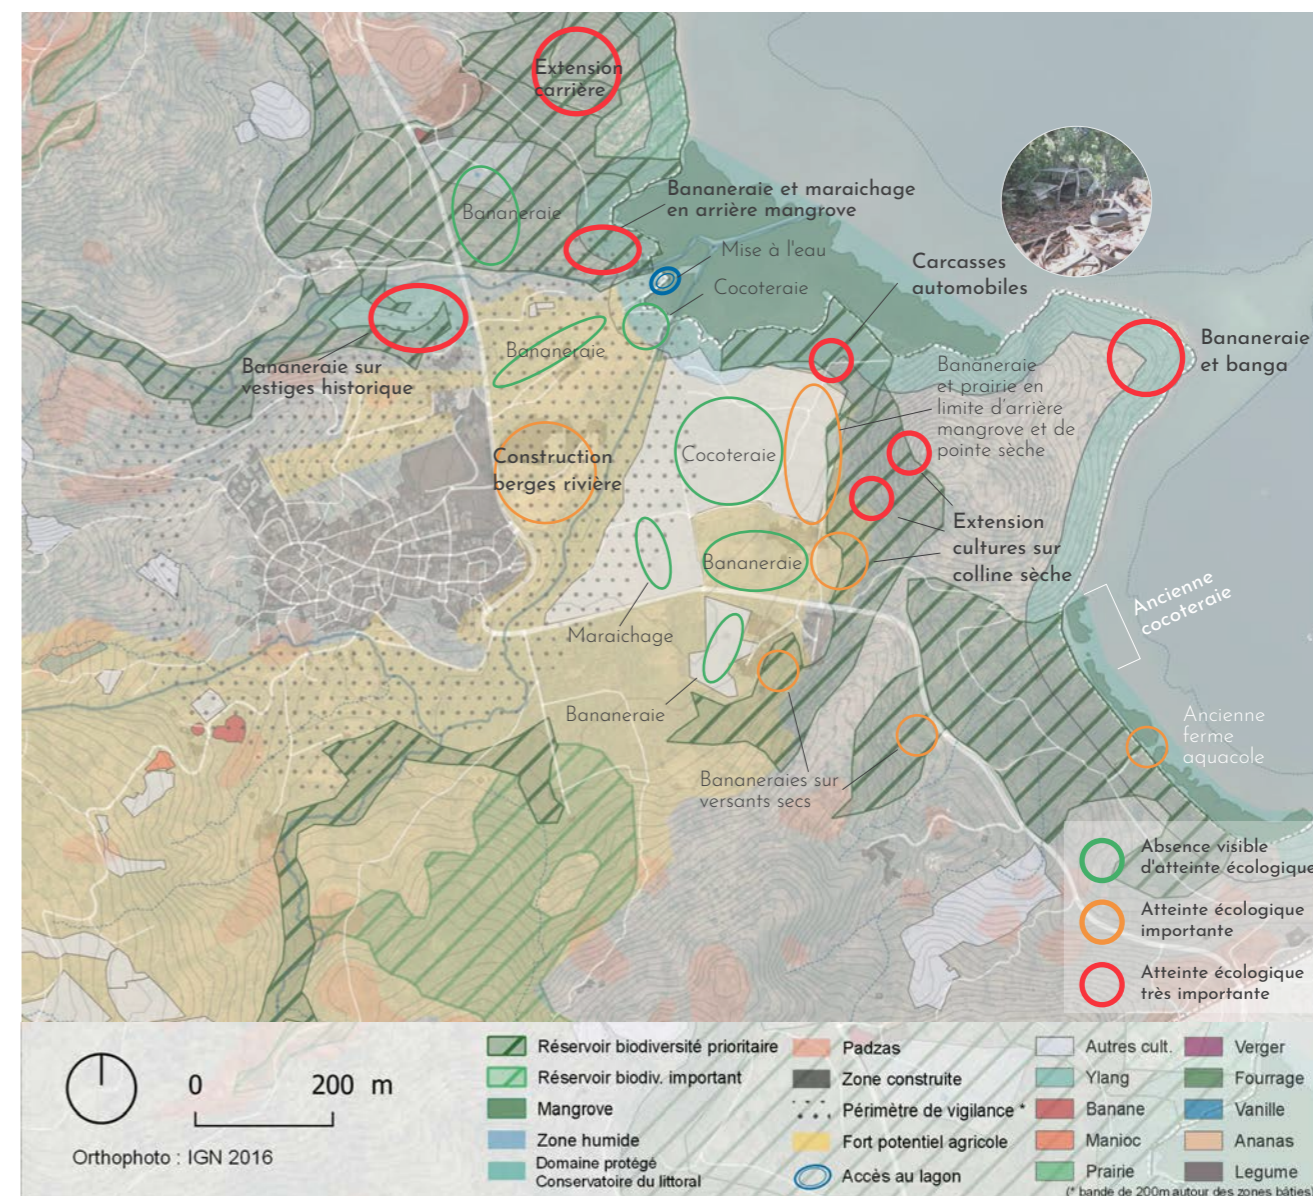 Extension
carrière
Bananeraie
Bananeraie et maraichage
en arrière mangrove
Mise à l'eau
Cocoteraie
Carcasses
automobiles
Bananeraie
et banga
Bananeraie sur
vestiges historique
Bananeraie
Bananeraie
et prairie en
limite d'arrière
mangrove et de
pointe sèche
Construction
berges rivière
Cocoteraie
Extension
cultures sur
colline sèche
Bananeraie
Maraichage
Ancienne
cocoteraie
Bananeraie
Ancienne
ferme
aquacole
Bananeraies sur
versants secs
Absence visible
d'atteinte écologique
Atteinte écologique
importante
Atteinte écologique
très importante
0 200 m
Orthophoto : IGN 2016
Réservoir biodiversité prioritaire
Réservoir biodiv. important
Mangrove
Zone humide
Domaine protégé
Conservatoire du littoral
Padzas
Zone construite
Périmètre de vigilance *
Fort potentiel agricole
Accès au lagon
Autres cult.
Ylang
Banane
Manioc
Prairie
Verger
Fourrage
Vanille
Ananas
Legume
(* bande de 200m autour des zones bâties)